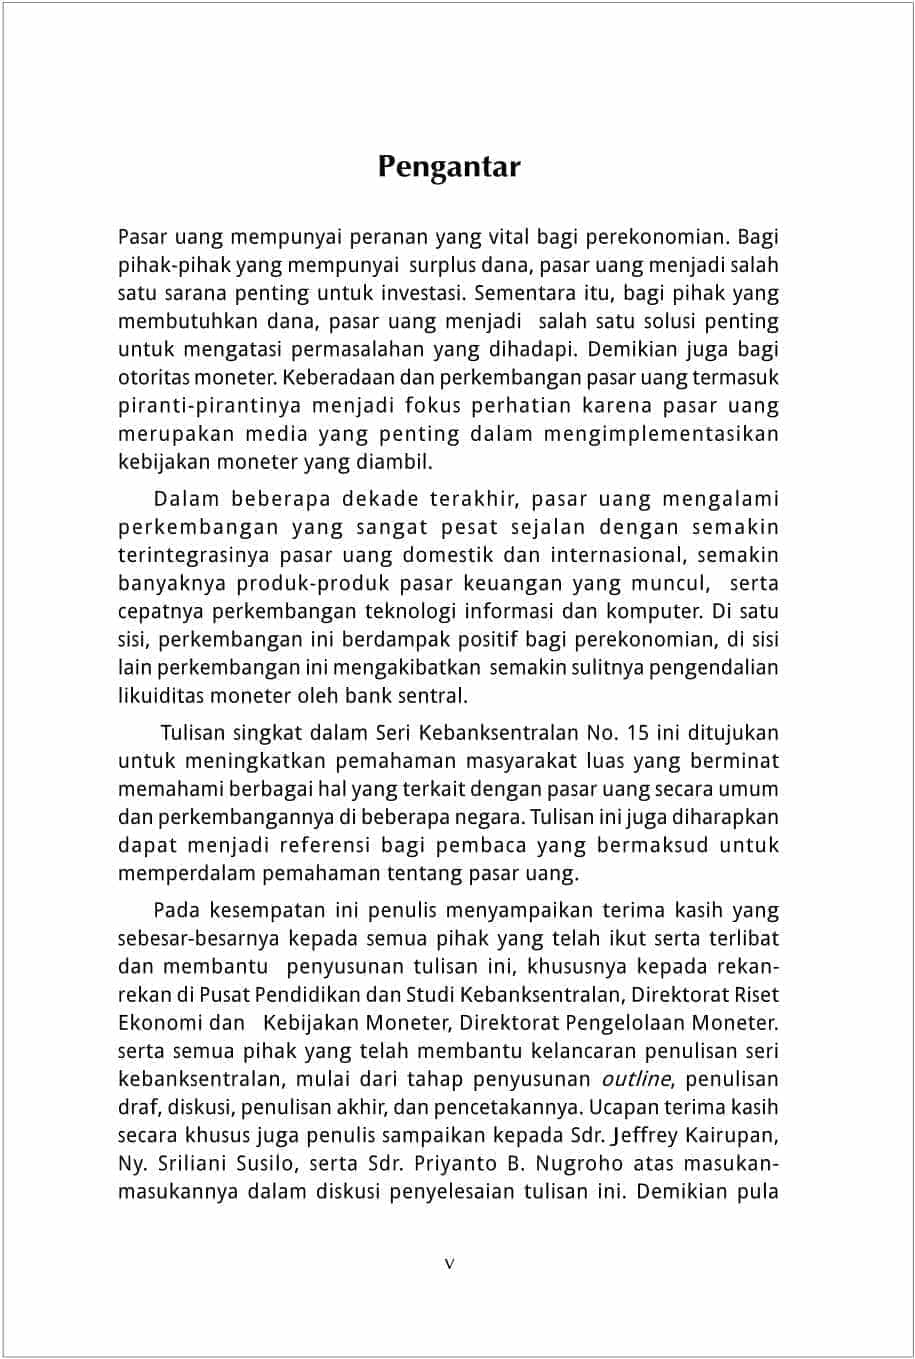 Pengantar
Pasar uang mempunyai peranan yang vital bagi perekonomian. Bagi
pihak-pihak yang mempunyai surplus dana, pasar uang menjadi salah
satu sarana penting untuk investasi. Sementara itu, bagi pihak yang
membutuhkan dana, pasar uang menjadi salah satu solusi penting
untuk mengatasi permasalahan yang dihadapi. Demikian juga bagi
otoritas moneter. Keberadaan dan perkembangan pasar uang termasuk
piranti-pirantinya menjadi fokus perhatian karena pasar uang
merupakan media yang penting dalam mengimplementasikan
kebijakan moneter yang diambil.
Dalam beberapa dekade terakhir, pasar uang mengalami
perkembangan yang sangat pesat sejalan dengan semakin
terintegrasinya pasar uang domestik dan internasional, semakin
banyaknya produk-produk pasar keuangan yang muncul, serta
cepatnya perkembangan teknologi informasi dan komputer. Di satu
sisi, perkembangan ini berdampak positif bagi perekonomian, di sisi
lain perkembangan ini mengakibatkan semakin sulitnya pengendalian
likuiditas moneter oleh bank sentral.
Tulisan singkat dalam Seri Kebanksentralan No. 15 ini ditujukan
untuk meningkatkan pemahaman masyarakat luas yang berminat
memahami berbagai hal yang terkait dengan pasar uang secara umum
dan perkembangannya di beberapa negara. Tulisan ini juga diharapkan
dapat menjadi referensi bagi pembaca yang bermaksud untuk
memperdalam pemahaman tentang pasar uang.
Pada kesempatan ini penulis menyampaikan terima kasih yang
sebesar-besarnya kepada semua pihak yang telah ikut serta terlibat
dan membantu penyusunan tulisan ini, khususnya kepada rekan-
rekan di Pusat Pendidikan dan Studi Kebanksentralan, Direktorat Riset
Ekonomi dan Kebijakan Moneter, Direktorat Pengelolaan Moneter.
serta semua pihak yang telah membantu kelancaran penulisan seri
kebanksentralan, mulai dari tahap penyusunan outline, penulisan
draf, diskusi, penulisan akhir, dan pencetakannya. Ucapan terima kasih
secara khusus juga penulis sampaikan kepada Sdr. Jeffrey Kairupan,
Ny. Sriliani Susilo, serta Sdr. Priyanto B. Nugroho atas masukan-
masukannya dalam diskusi penyelesaian tulisan ini. Demikian pula
v